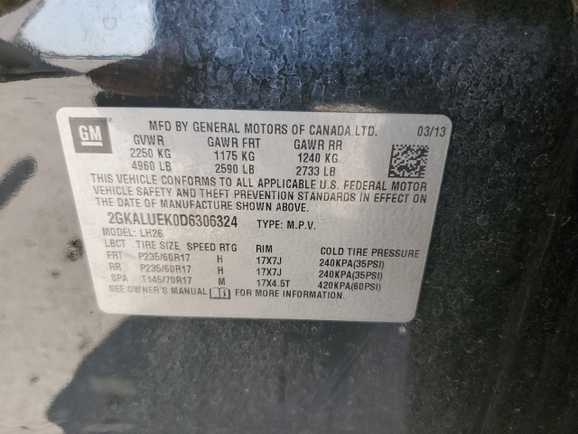 GM
MFD BY GENERAL MOTORS OF CANADA LTD. 03/13
GVWR GAWR FRT GAWR RR
2250 KG 1175 KG 1240 KG
4960 LB 2590 LB 2733 LB
THIS VEHICLE CONFORMS TO ALL APPLICABLE U.S. FEDERAL MOTOR
VEHICLE SAFETY AND THEFT PREVENTION STANDARDS IN EFFECT ON
THE DATE OF MANUFACTURE SHOWN ABOVE.
2GKALUEK0D6306324 TYPE: M.P.V.
MODEL: LH26
LBCT TIRE SIZE SPEED RTG RIM COLD TIRE PRESSURE
FRT P235/60R17 H 17X7J 240KPA(35PSI)
RR P235/60R17 H 17X7J 240KPA(35PSI)
SPA T145/70R17 M 17X4.5T 420KPA(60PSI)
SEE OWNER'S MANUAL FOR MORE INFORMATION